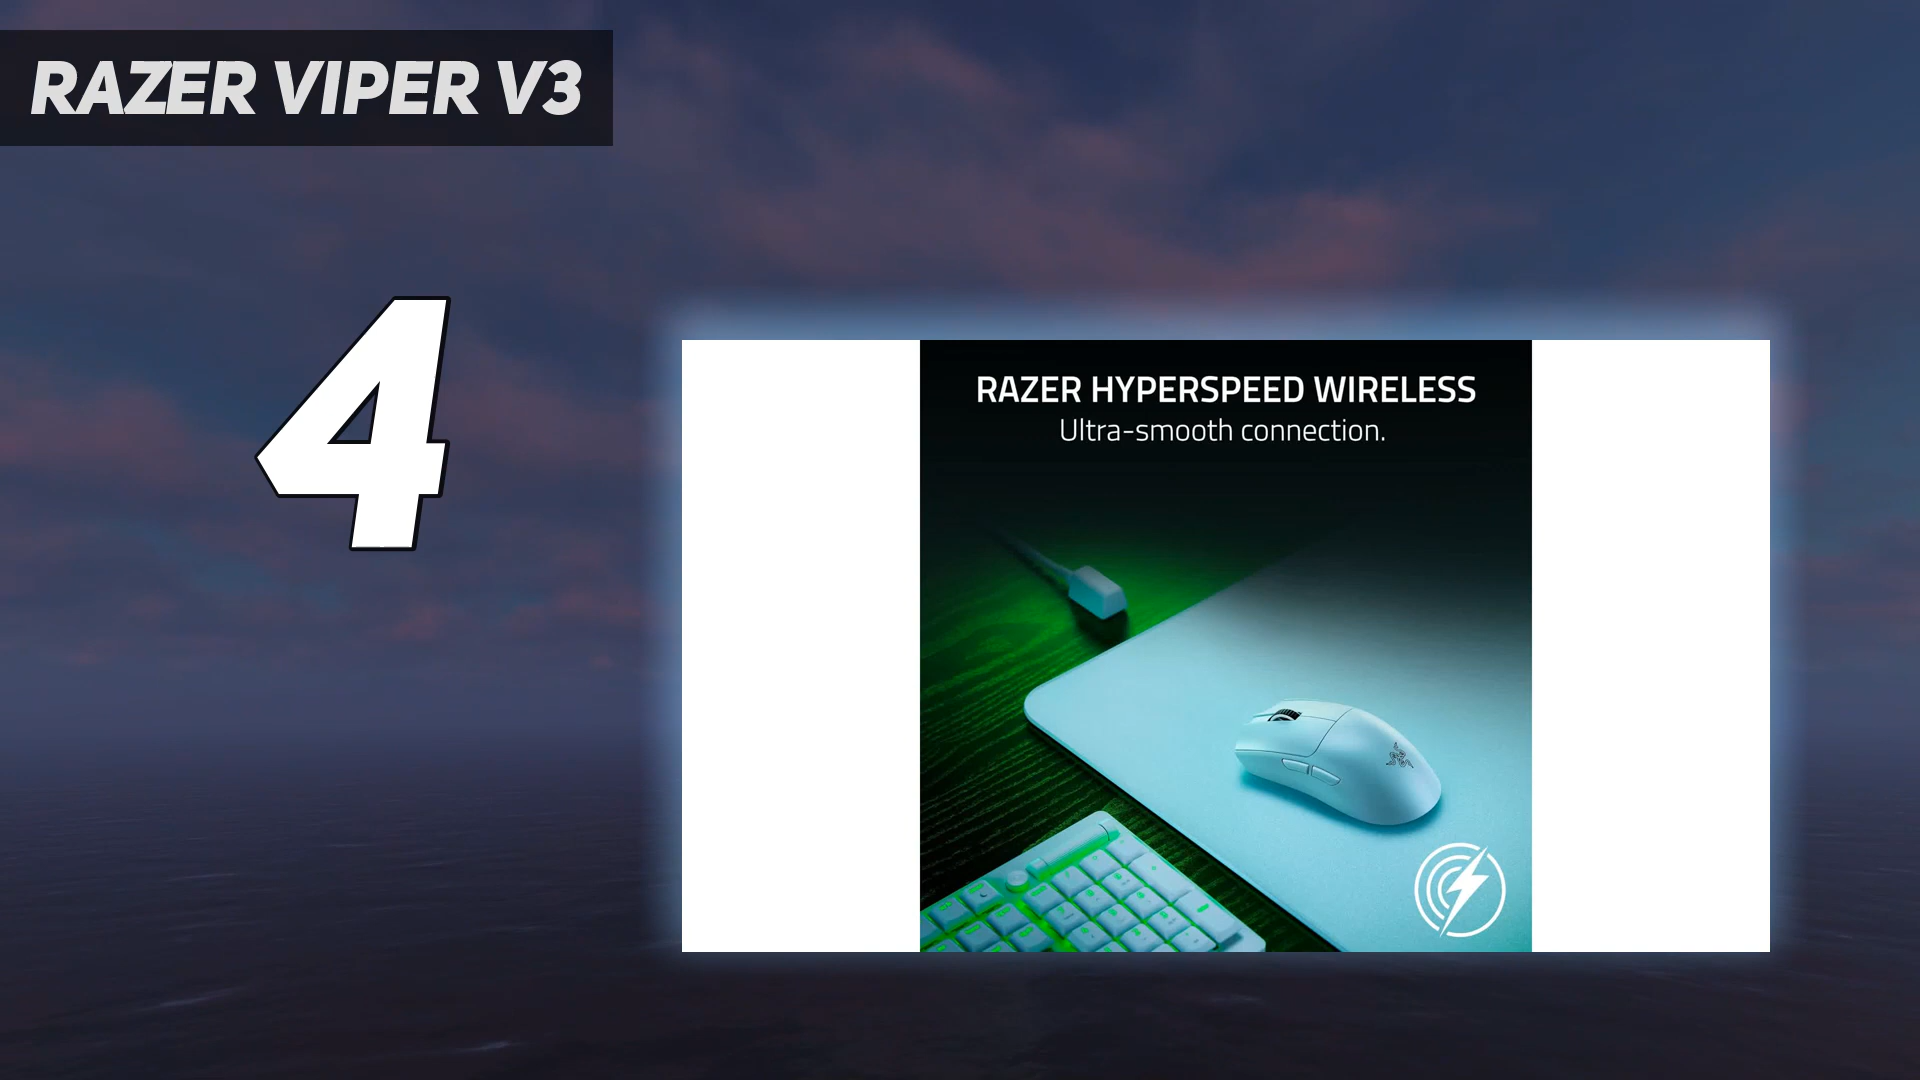 RAZER VIPER V3
4
RAZER HYPERSPEED WIRELESS
Ultra-smooth connection.